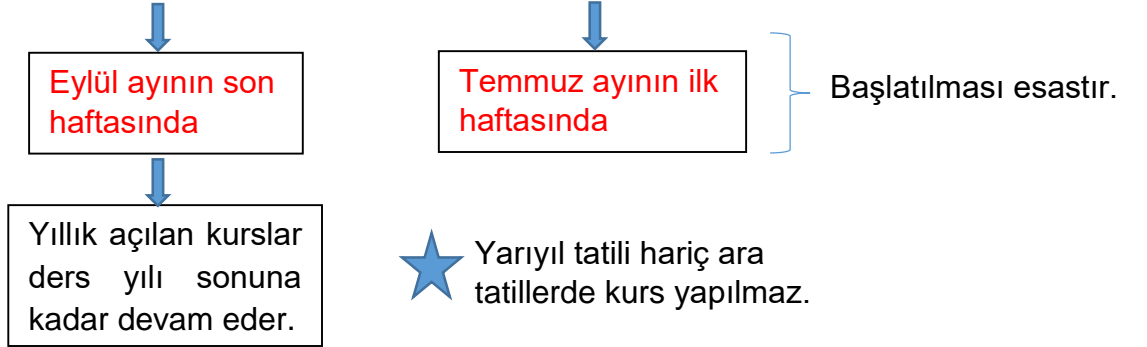 Eylül ayının son
haftasında
Temmuz ayının ilk
haftasında
Başlatılması esastır.
Yıllık açılan kurslar
ders yılı sonuna
kadar devam eder.
Yarıyıl tatili hariç ara
tatillerde kurs yapılmaz.